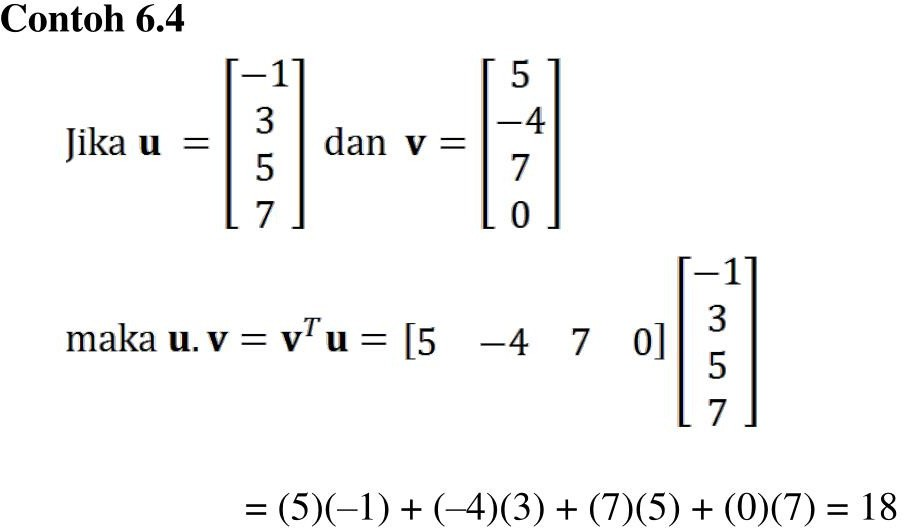 Contoh 6.4
Jika u = [−1 3 5 7] dan v = [5 −4 7 0]
maka u. v = vᵀ u = [5 −4 7 0] [−1 3 5 7]
= (5)(–1) + (–4)(3) + (7)(5) + (0)(7) = 18